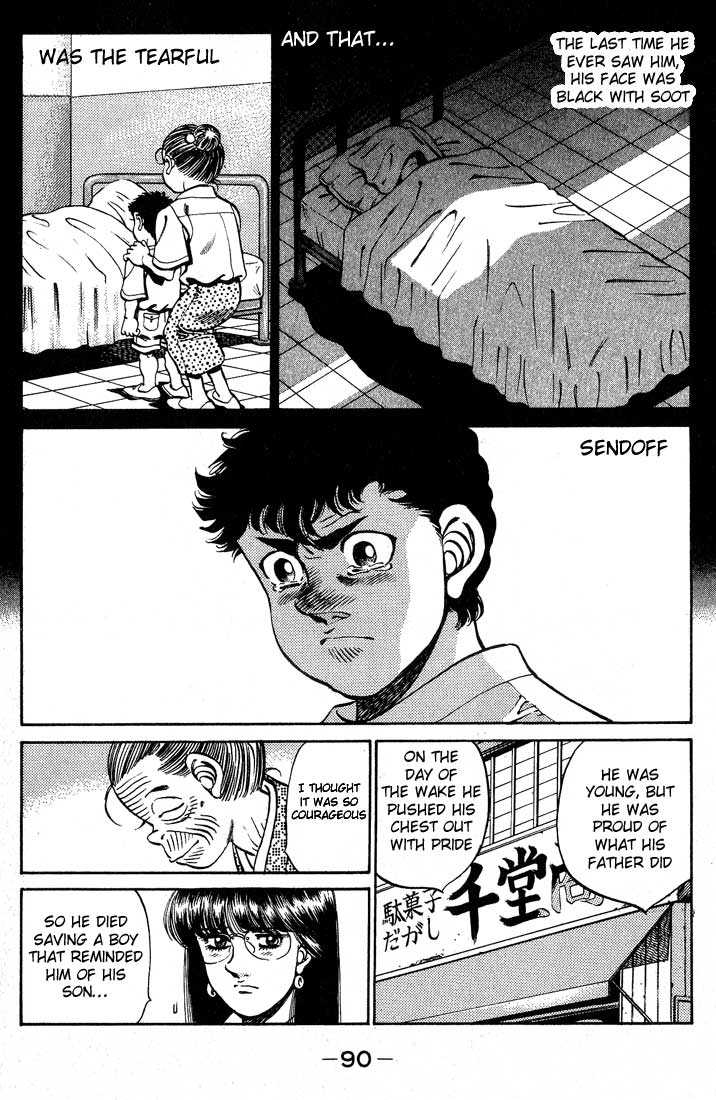 THE LAST TIME HE
EVER SAW HIM,
HIS FACE WAS
BLACK WITH SOOT
AND THAT...
WAS THE TEARFUL
SENDOFF
HE WAS
YOUNG, BUT
HE WAS
PROUD OF
WHAT HIS
FATHER DID
ON THE
DAY OF
THE WAKE HE
PUSHED HIS
CHEST OUT
WITH PRIDE
駄菓子
だがし
千堂
I THOUGHT
IT WAS SO
COURAGEOUS
SO HE DIED
SAVING A BOY
THAT REMINDED
HIM OF HIS
SON...
—90—